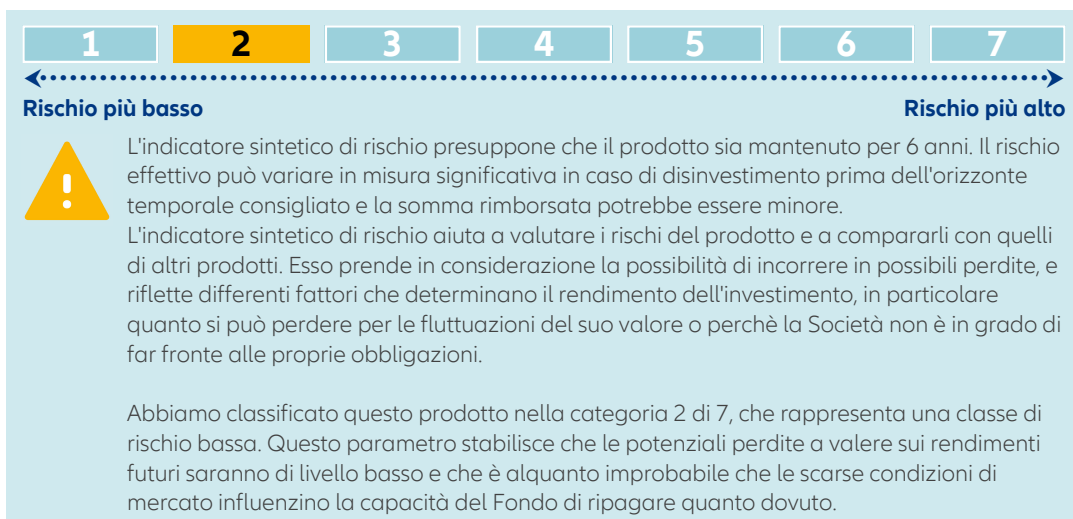 1 2 3 4 5 6 7
Rischio più basso Rischio più alto
L'indicatore sintetico di rischio presuppone che il prodotto sia mantenuto per 6 anni. Il rischio
effettivo può variare in misura significativa in caso di disinvestimento prima dell'orizzonte
temporale consigliato e la somma rimborsata potrebbe essere minore.
L'indicatore sintetico di rischio aiuta a valutare i rischi del prodotto e a compararli con quelli
di altri prodotti. Esso prende in considerazione la possibilità di incorrere in possibili perdite, e
riflette differenti fattori che determinano il rendimento dell'investimento, in particolare
quanto si può perdere per le fluttuazioni del suo valore o perchè la Società non è in grado di
far fronte alle proprie obbligazioni.
Abbiamo classificato questo prodotto nella categoria 2 di 7, che rappresenta una classe di
rischio bassa. Questo parametro stabilisce che le potenziali perdite a valere sui rendimenti
futuri saranno di livello basso e che è alquanto improbabile che le scarse condizioni di
mercato influenzino la capacità del Fondo di ripagare quanto dovuto.